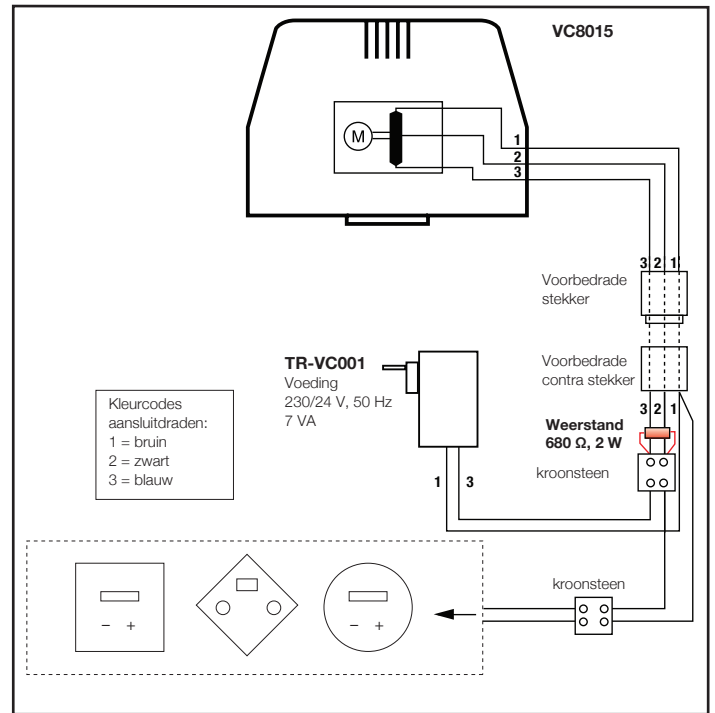 VC8015
M
1
2
3
3 2 1
Voorbedrade
stekker
TR-VC001
Voeding
230/24 V, 50 Hz
7 VA
Voorbedrade
contra stekker
Kleurcodes
aansluitdraden:
1 = bruin
2 = zwart
3 = blauw
3 2 1
Weerstand
680 Ω, 2 W
kroonsteen
1 3
kroonsteen
− +
− +